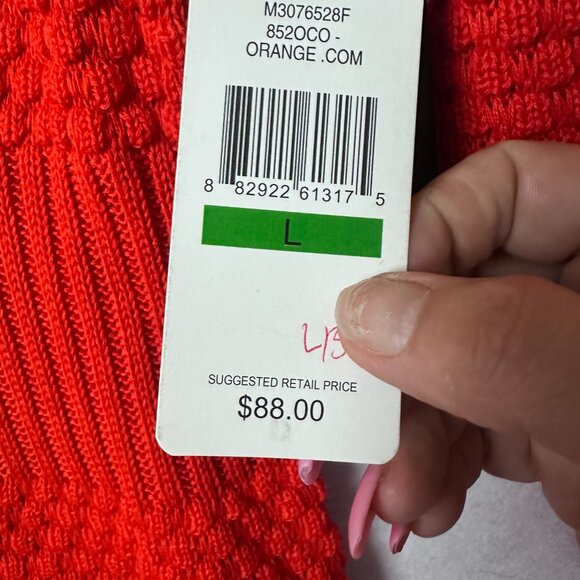 M3076528F
852OCO -
ORANGE .COM
8 82922 61317 5
L
SUGGESTED RETAIL PRICE
$88.00